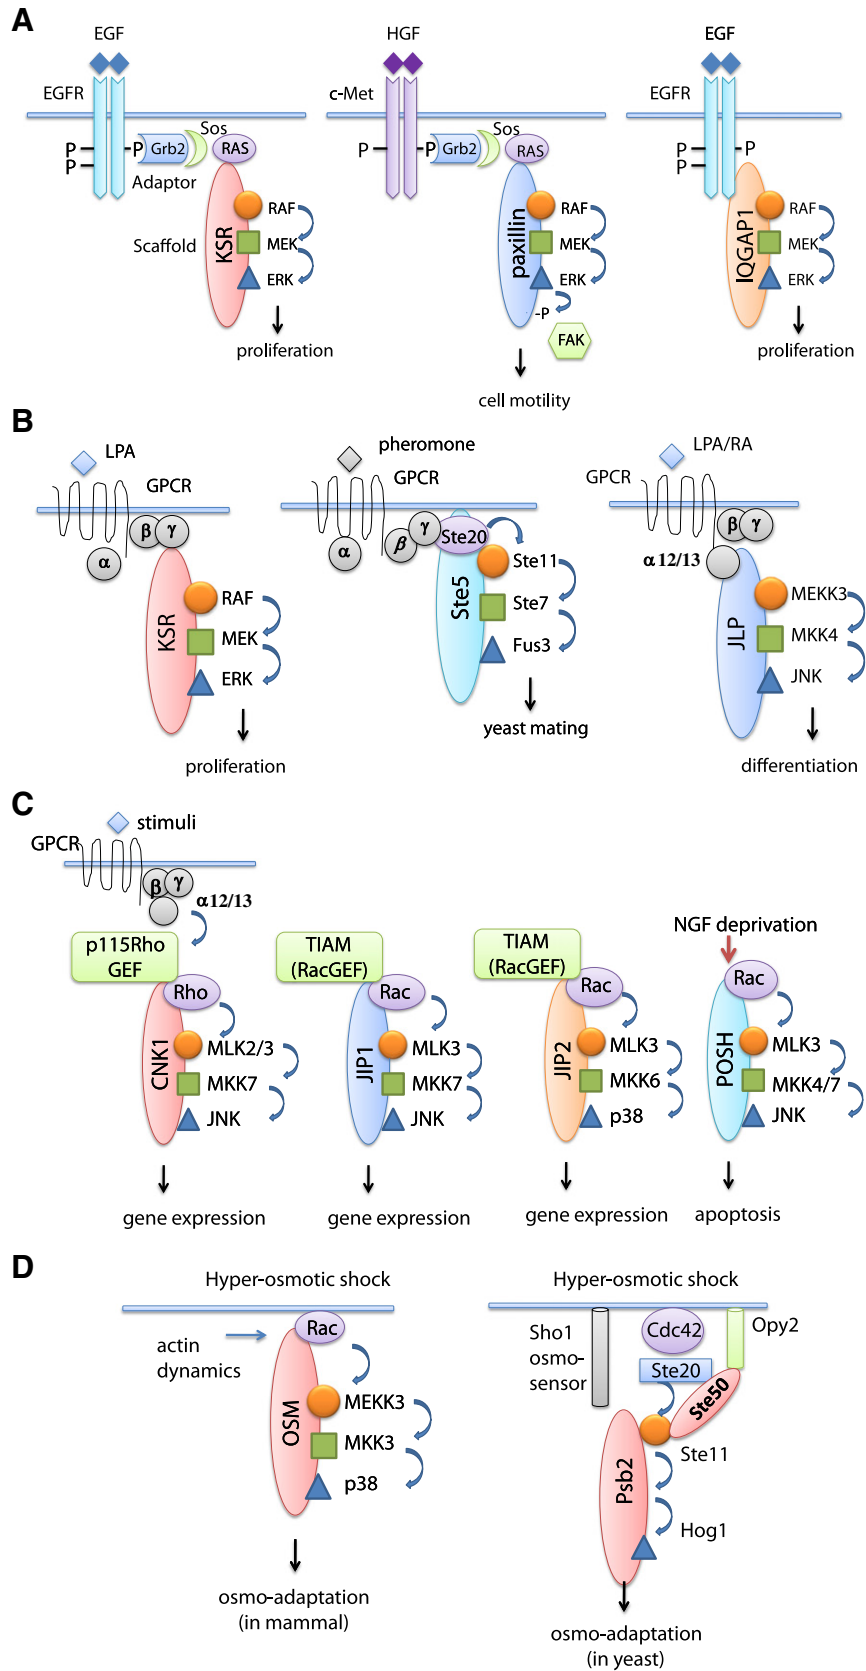 A
EGF
EGFR
P
P
P
Grb2
Sos
RAS
Adaptor
Scaffold
KSR
RAF
MEK
ERK
proliferation
HGF
c-Met
P
P
Grb2
Sos
RAS
paxillin
RAF
MEK
ERK
-P
FAK
cell motility
EGF
EGFR
P
P
P
IQGAP1
RAF
MEK
ERK
proliferation
B
LPA
GPCR
β
γ
α
KSR
RAF
MEK
ERK
proliferation
pheromone
GPCR
α
β
γ
Ste20
Ste5
Ste11
Ste7
Fus3
yeast mating
LPA/RA
GPCR
β
γ
α12/13
JLP
MEKK3
MKK4
JNK
differentiation
C
stimuli
GPCR
β
γ
α12/13
p115Rho
GEF
Rho
CNK1
MLK2/3
MKK7
JNK
gene expression
TIAM
(RacGEF)
Rac
JIP1
MLK3
MKK7
JNK
gene expression
TIAM
(RacGEF)
Rac
JIP2
MLK3
MKK6
p38
gene expression
NGF deprivation
Rac
POSH
MLK3
MKK4/7
JNK
apoptosis
D
Hyper-osmotic shock
Rac
actin
dynamics
OSM
MEKK3
MKK3
p38
osmo-adaptation
(in mammal)
Hyper-osmotic shock
Sho1
osmo-
sensor
Cdc42
Opy2
Ste20
Ste50
Ste11
Psb2
Hog1
osmo-adaptation
(in yeast)